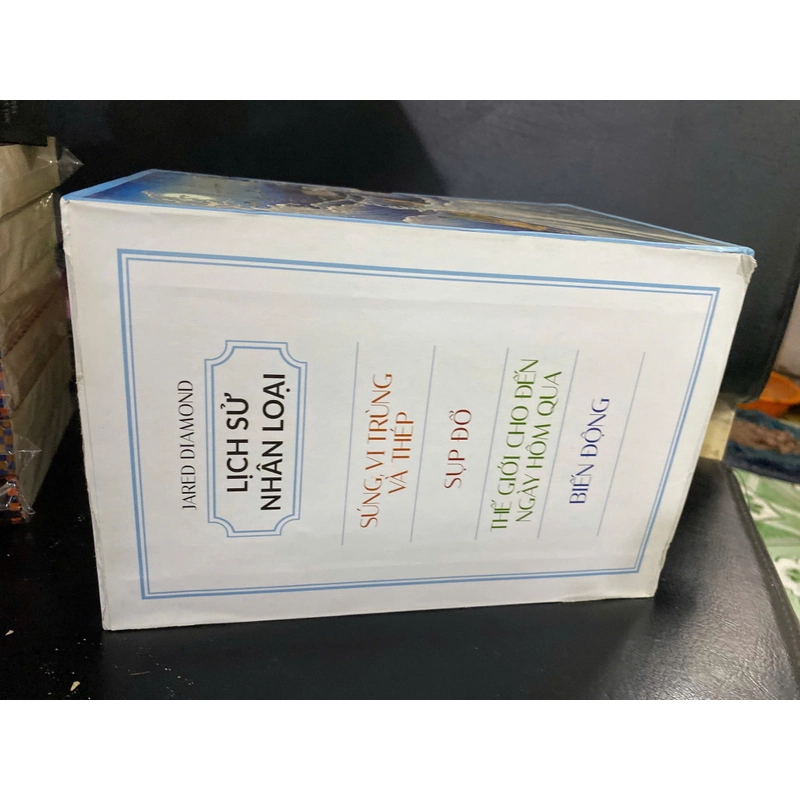 JARED DIAMOND
LỊCH SỬ
NHÂN LOẠI
SÚNG, VI TRÙNG
VÀ THÉP
SỤP ĐỔ
THẾ GIỚI CHO ĐẾN
NGÀY HÔM QUA
BIẾN ĐỘNG